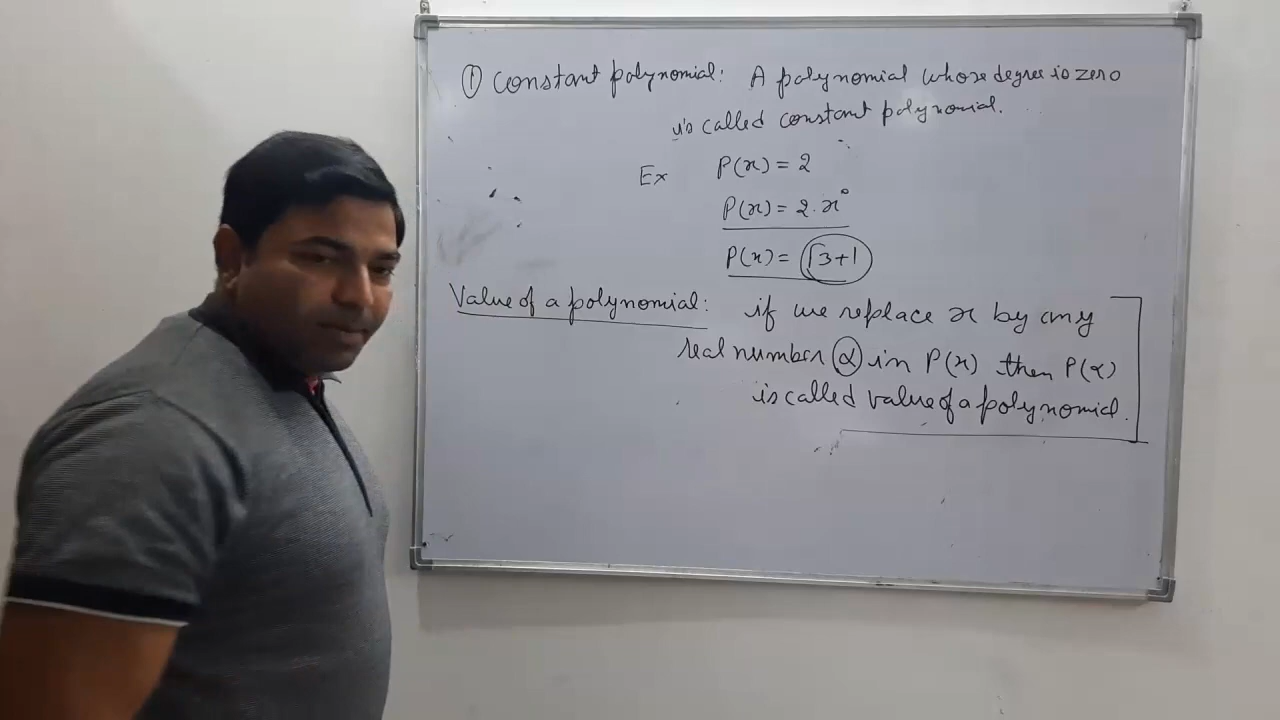 ① Constant polynomial: A polynomial whose degree is zero
is called constant polynomial.
Ex P(x) = 2
P(x) = 2·x⁰
P(x) = √3+1
Value of a polynomial: if we replace x by any
real number α in P(x) then P(α)
is called value of a polynomial.